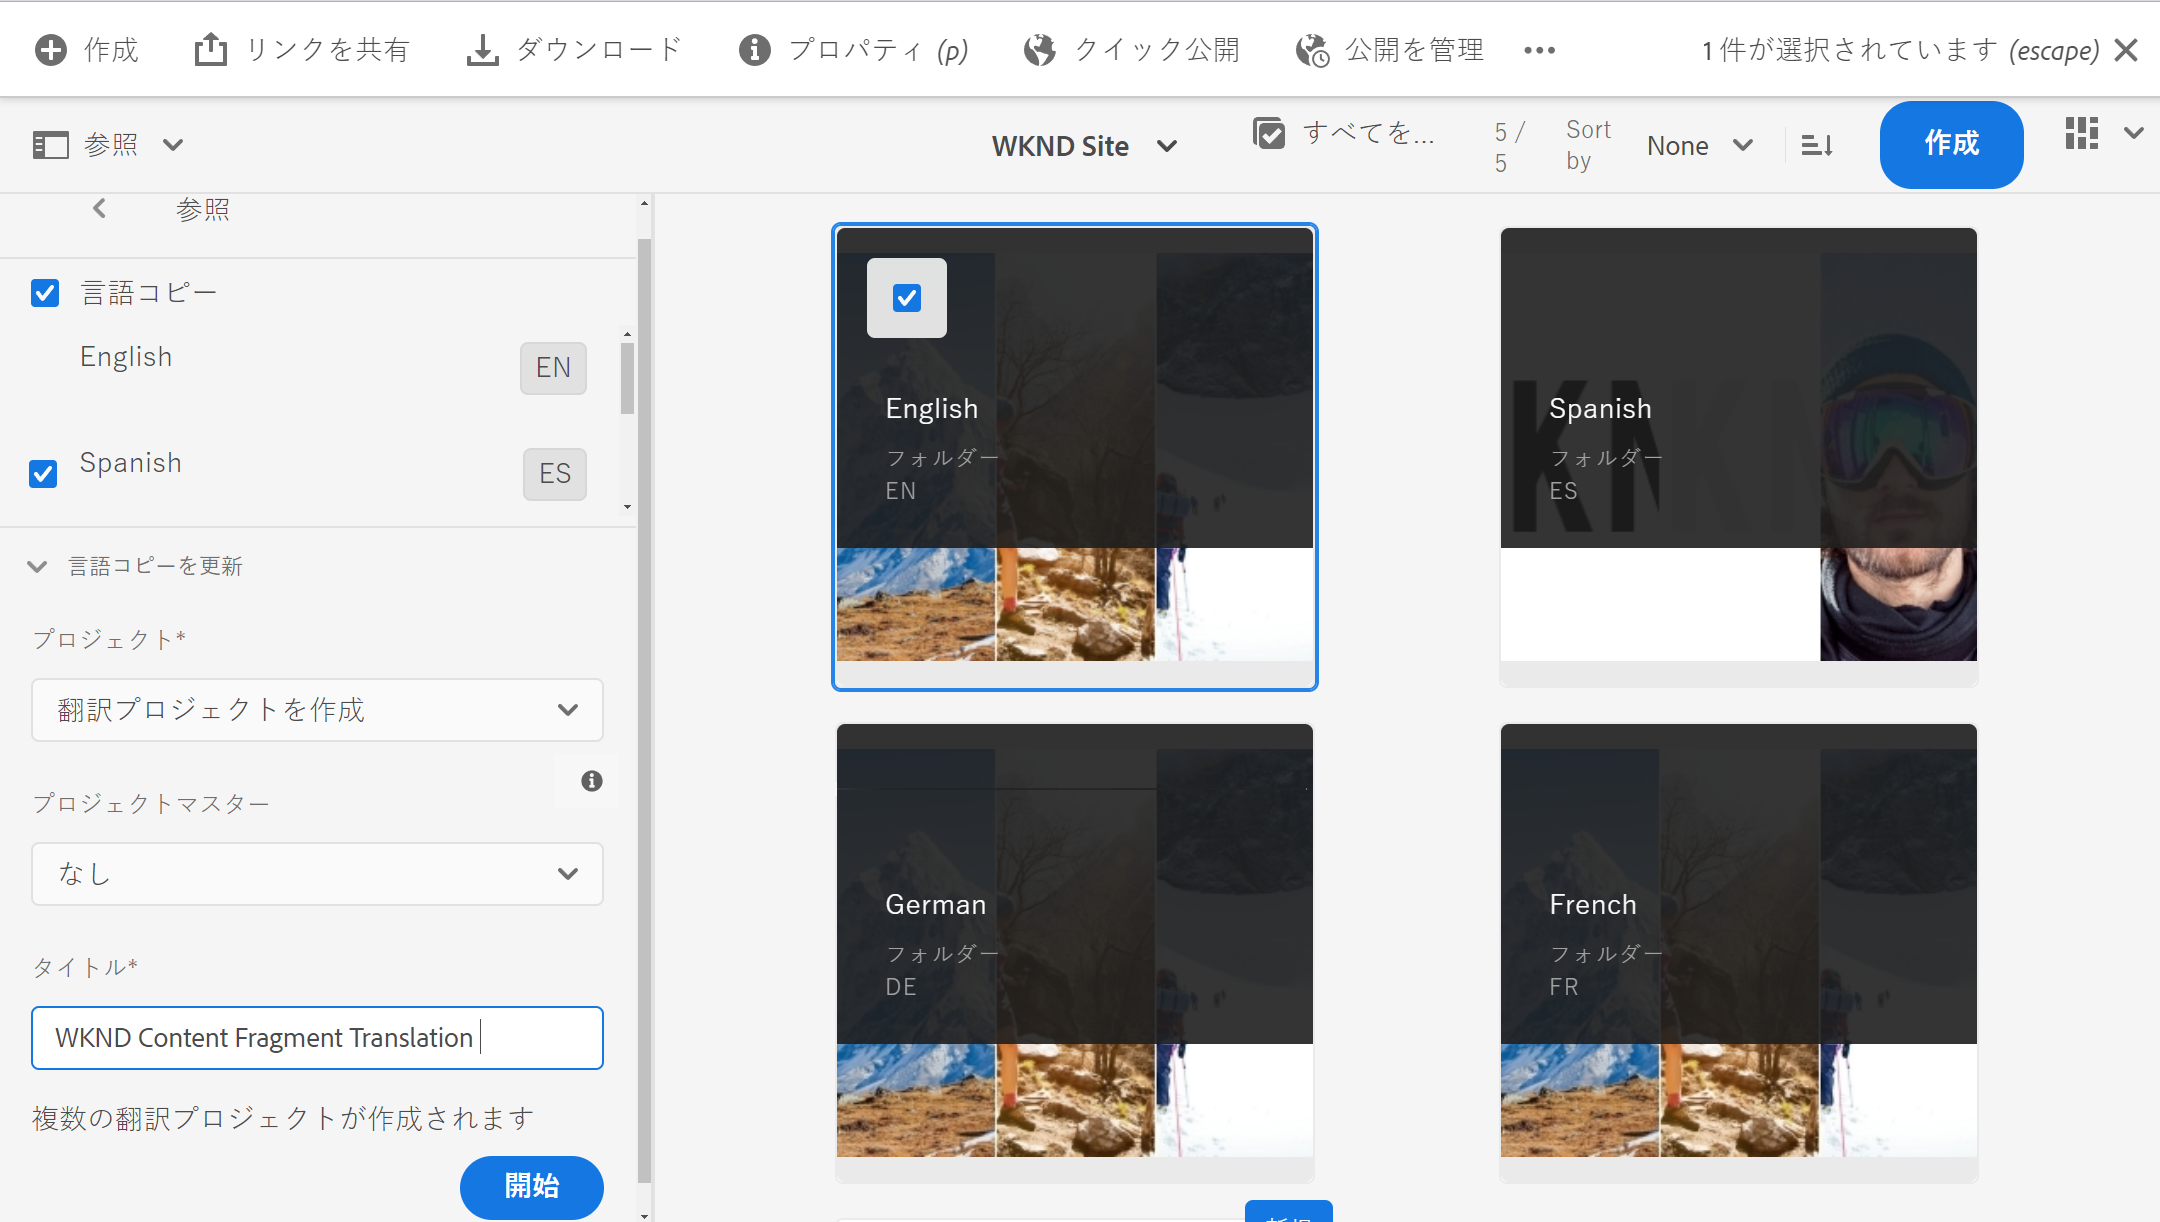 作成
リンクを共有
ダウンロード
プロパティ (p)
クイック公開
公開を管理
1 件が選択されています (escape)
参照
WKND Site
すべてを...
5 /
5
Sort
by
None
作成
参照
言語コピー
English
EN
Spanish
ES
言語コピーを更新
プロジェクト*
翻訳プロジェクトを作成
プロジェクトマスター
なし
タイトル*
WKND Content Fragment Translation
複数の翻訳プロジェクトが作成されます
開始
English
フォルダー
EN
Spanish
フォルダー
ES
German
フォルダー
DE
French
フォルダー
FR